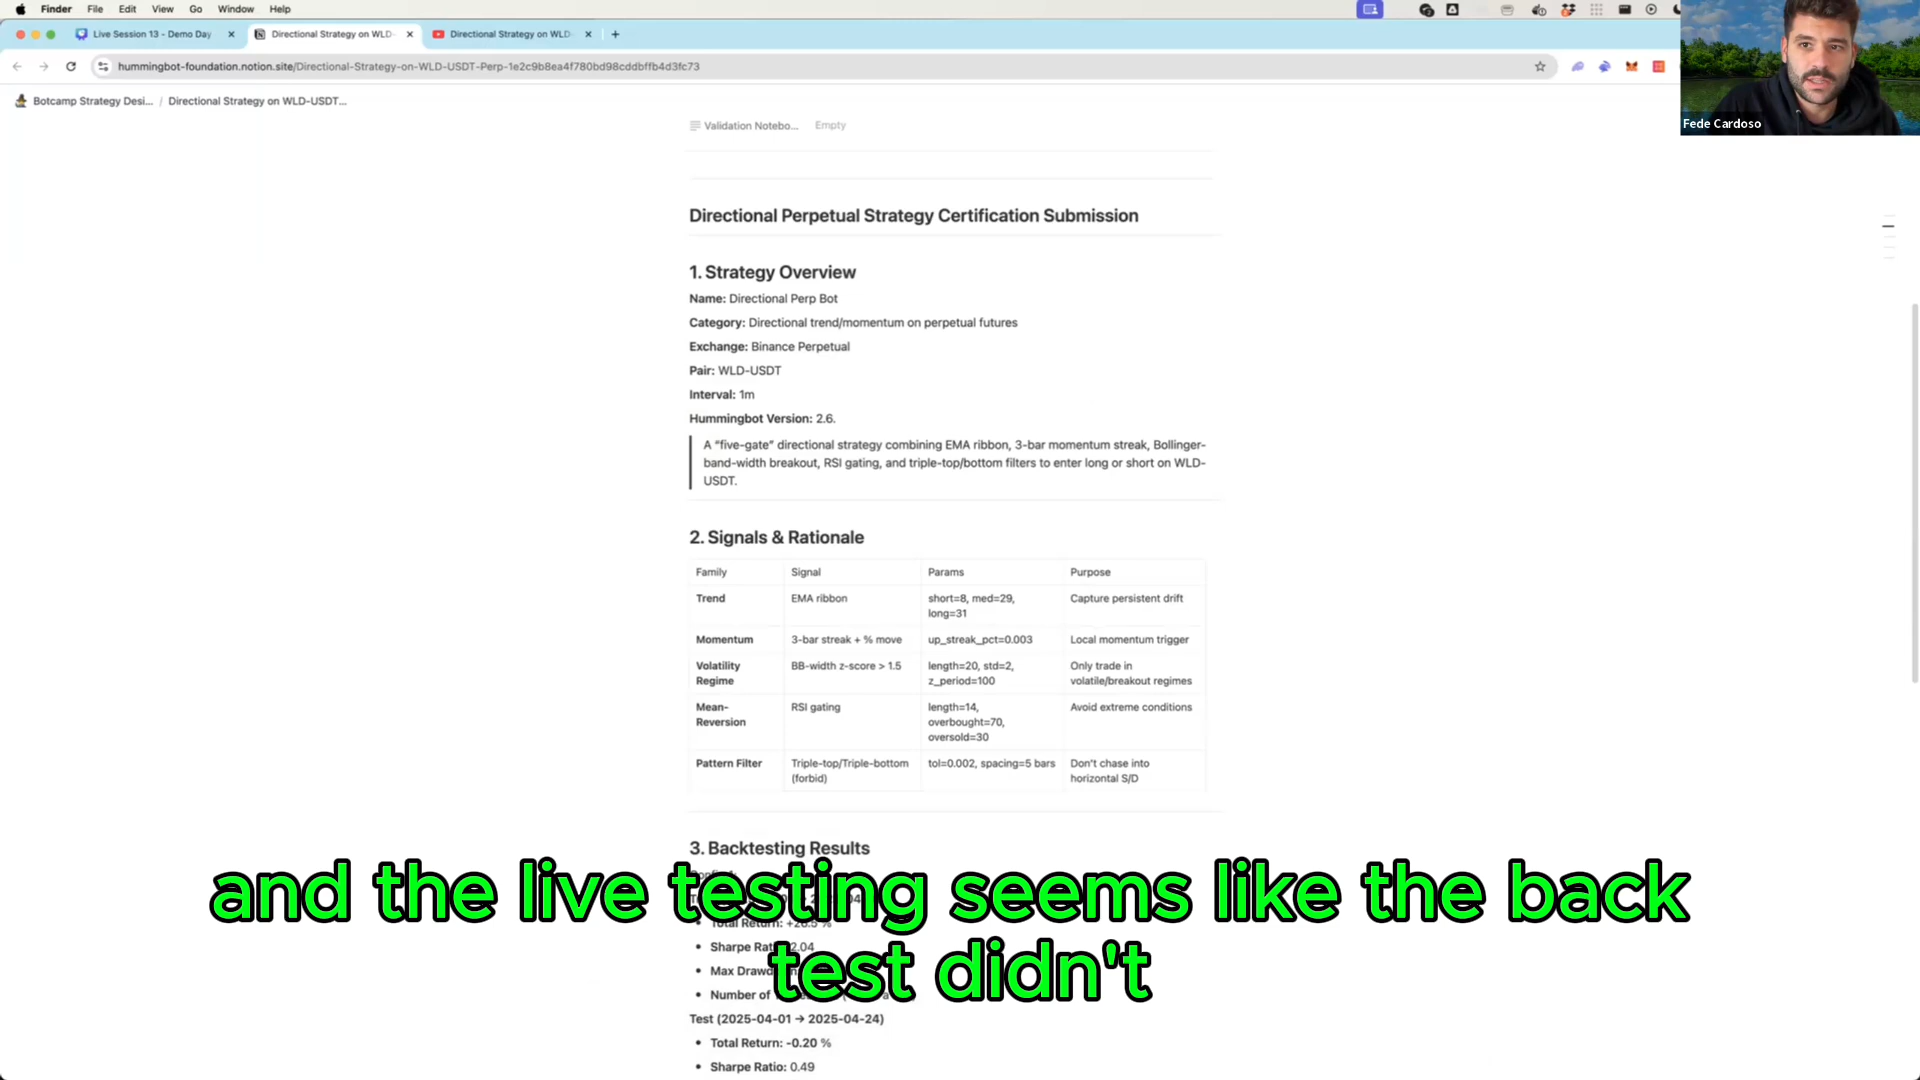 Finder File Edit View Go Window Help
Live Session 13 - Demo Day
Directional Strategy on WLD-
Directional Strategy on WLD
hummingbot-foundation.notion.site/Directional-Strategy-on-WLD-USDT-Perp-1e2c9b8ea4f780bd98cddbffb4d3fc73
Botcamp Strategy Desi... / Directional Strategy on WLD-USDT...
Fede Cardoso
Validation Notebo... Empty
Directional Perpetual Strategy Certification Submission
1. Strategy Overview
Name: Directional Perp Bot
Category: Directional trend/momentum on perpetual futures
Exchange: Binance Perpetual
Pair: WLD-USDT
Interval: 1m
Hummingbot Version: 2.6.
A “five-gate” directional strategy combining EMA ribbon, 3-bar momentum streak, Bollinger-
band-width breakout, RSI gating, and triple-top/bottom filters to enter long or short on WLD-
USDT.
2. Signals & Rationale
Family Signal Params Purpose
Trend EMA ribbon short=8, med=29, Capture persistent drift
long=31
Momentum 3-bar streak + % move up_streak_pct=0.003 Local momentum trigger
Volatility BB-width z-score > 1.5 length=20, std=2, Only trade in
Regime z_period=100 volatile/breakout regimes
Mean- RSI gating length=14, Avoid extreme conditions
Reversion overbought=70,
oversold=30
Pattern Filter Triple-top/Triple-bottom tol=0.002, spacing=5 bars Don't chase into
(forbid) horizontal S/D
3. Backtesting Results
and the live testing seems like the back
test didn't
Total Return:
Sharpe 2.04
Max
Number of
Test (2025-04-01 → 2025-04-24)
Total Return: -0.20 %
Sharpe Ratio: 0.49